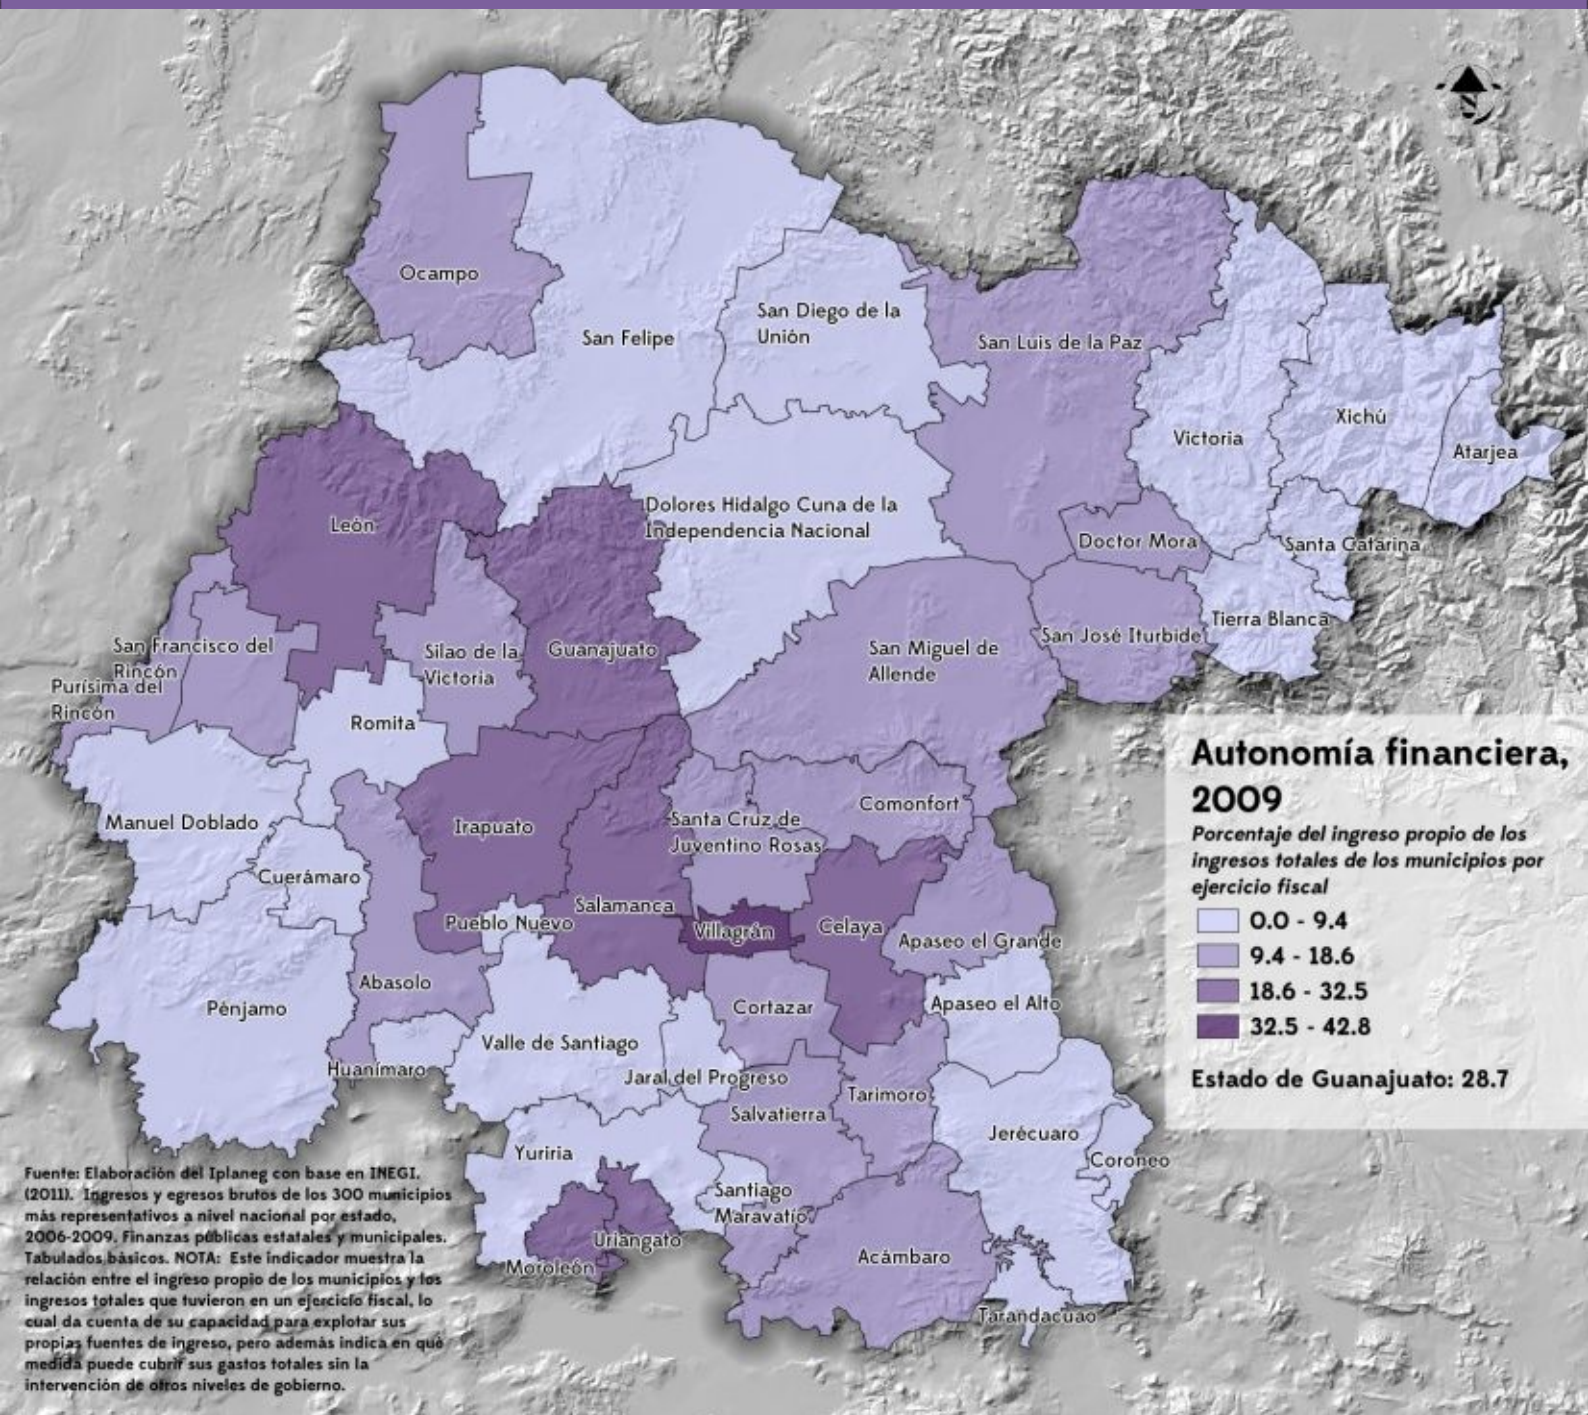 Ocampo
San Felipe
San Diego de la
Unión
San Luis de la Paz
Victoria
Xichú
Atarjea
León
Dolores Hidalgo Cuna de la
Independencia Nacional
Doctor Mora
Santa Catarina
Tierra Blanca
San José Iturbide
San Francisco del
Rincón
Purísima del
Rincón
Silao de la
Victoria
Guanajuato
San Miguel de
Allende
Romita
Manuel Doblado
Irapuato
Santa Cruz de
Juventino Rosas
Comonfort
Cuerámaro
Pueblo Nuevo
Salamanca
Villagrán
Celaya
Apaseo el Grande
Pénjamo
Abasolo
Cortazar
Apaseo el Alto
Valle de Santiago
Huanímaro
Jaral del Progreso
Salvatierra
Tarimoro
Jerécuaro
Coroneo
Yuriria
Santiago
Maravatío
Uriangato
Moroleón
Acámbaro
Tarandacuao
N
Autonomía financiera,
2009
Porcentaje del ingreso propio de los
ingresos totales de los municipios por
ejercicio fiscal
0.0 - 9.4
9.4 - 18.6
18.6 - 32.5
32.5 - 42.8
Estado de Guanajuato: 28.7
Fuente: Elaboración del Iplaneg con base en INEGI.
(2011). Ingresos y egresos brutos de los 300 municipios
más representativos a nivel nacional por estado,
2006-2009. Finanzas públicas estatales y municipales.
Tabulados básicos. NOTA: Este indicador muestra la
relación entre el ingreso propio de los municipios y los
ingresos totales que tuvieron en un ejercicio fiscal, lo
cual da cuenta de su capacidad para explotar sus
propias fuentes de ingreso, pero además indica en qué
medida puede cubrir sus gastos totales sin la
intervención de otros niveles de gobierno.